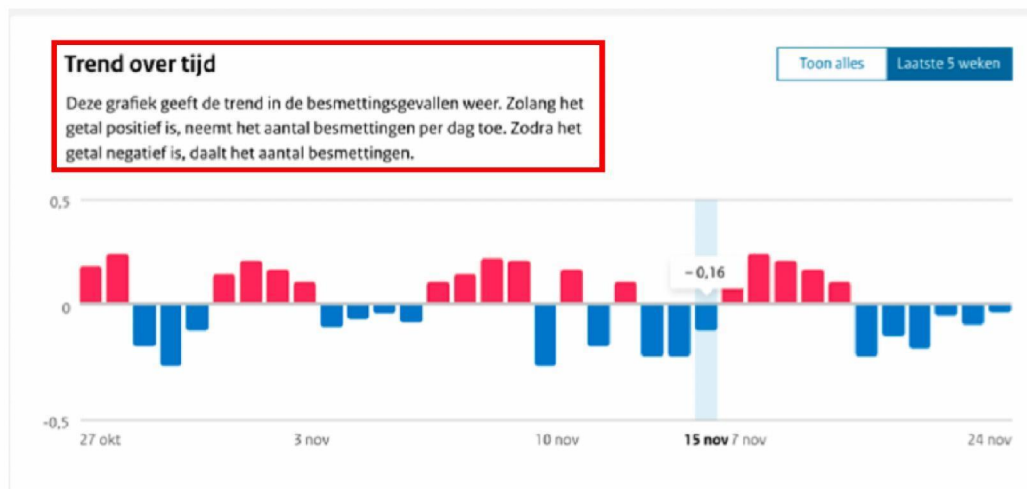 Trend over tijd
Toon alles
Laatste 5 weken
Deze grafiek geeft de trend in de besmettingsgevallen weer. Zolang het
getal positief is, neemt het aantal besmettingen per dag toe. Zodra het
getal negatief is, daalt het aantal besmettingen.
0,5
– 0,16
0
-0,5
27 okt
3 nov
10 nov
15 nov
7 nov
24 nov